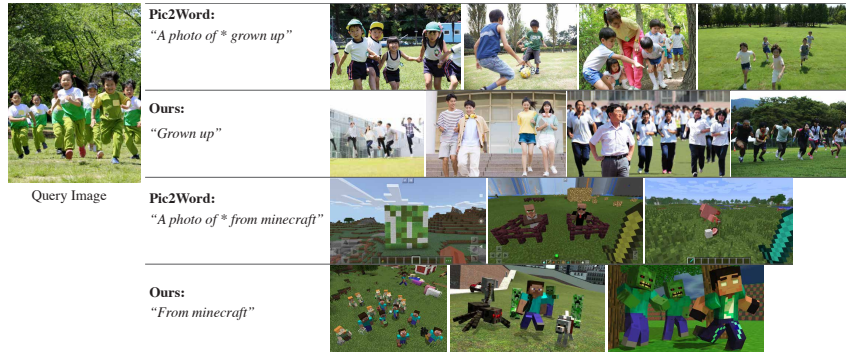 Pic2Word:
“A photo of * grown up”
Ours:
“Grown up”
Query Image
Pic2Word:
“A photo of * from minecraft”
Ours:
“From minecraft”